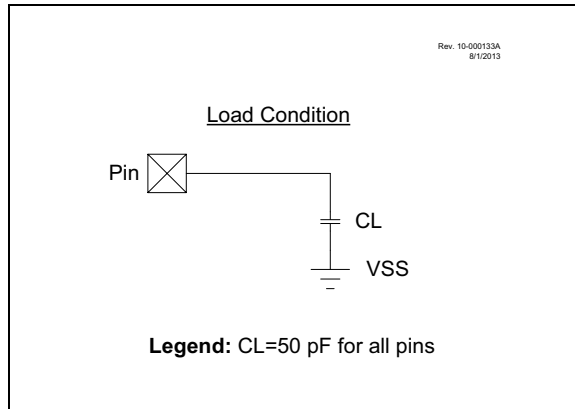 Rev. 10-000133A
8/1/2013
Load Condition
Pin
CL
VSS
Legend: CL=50 pF for all pins